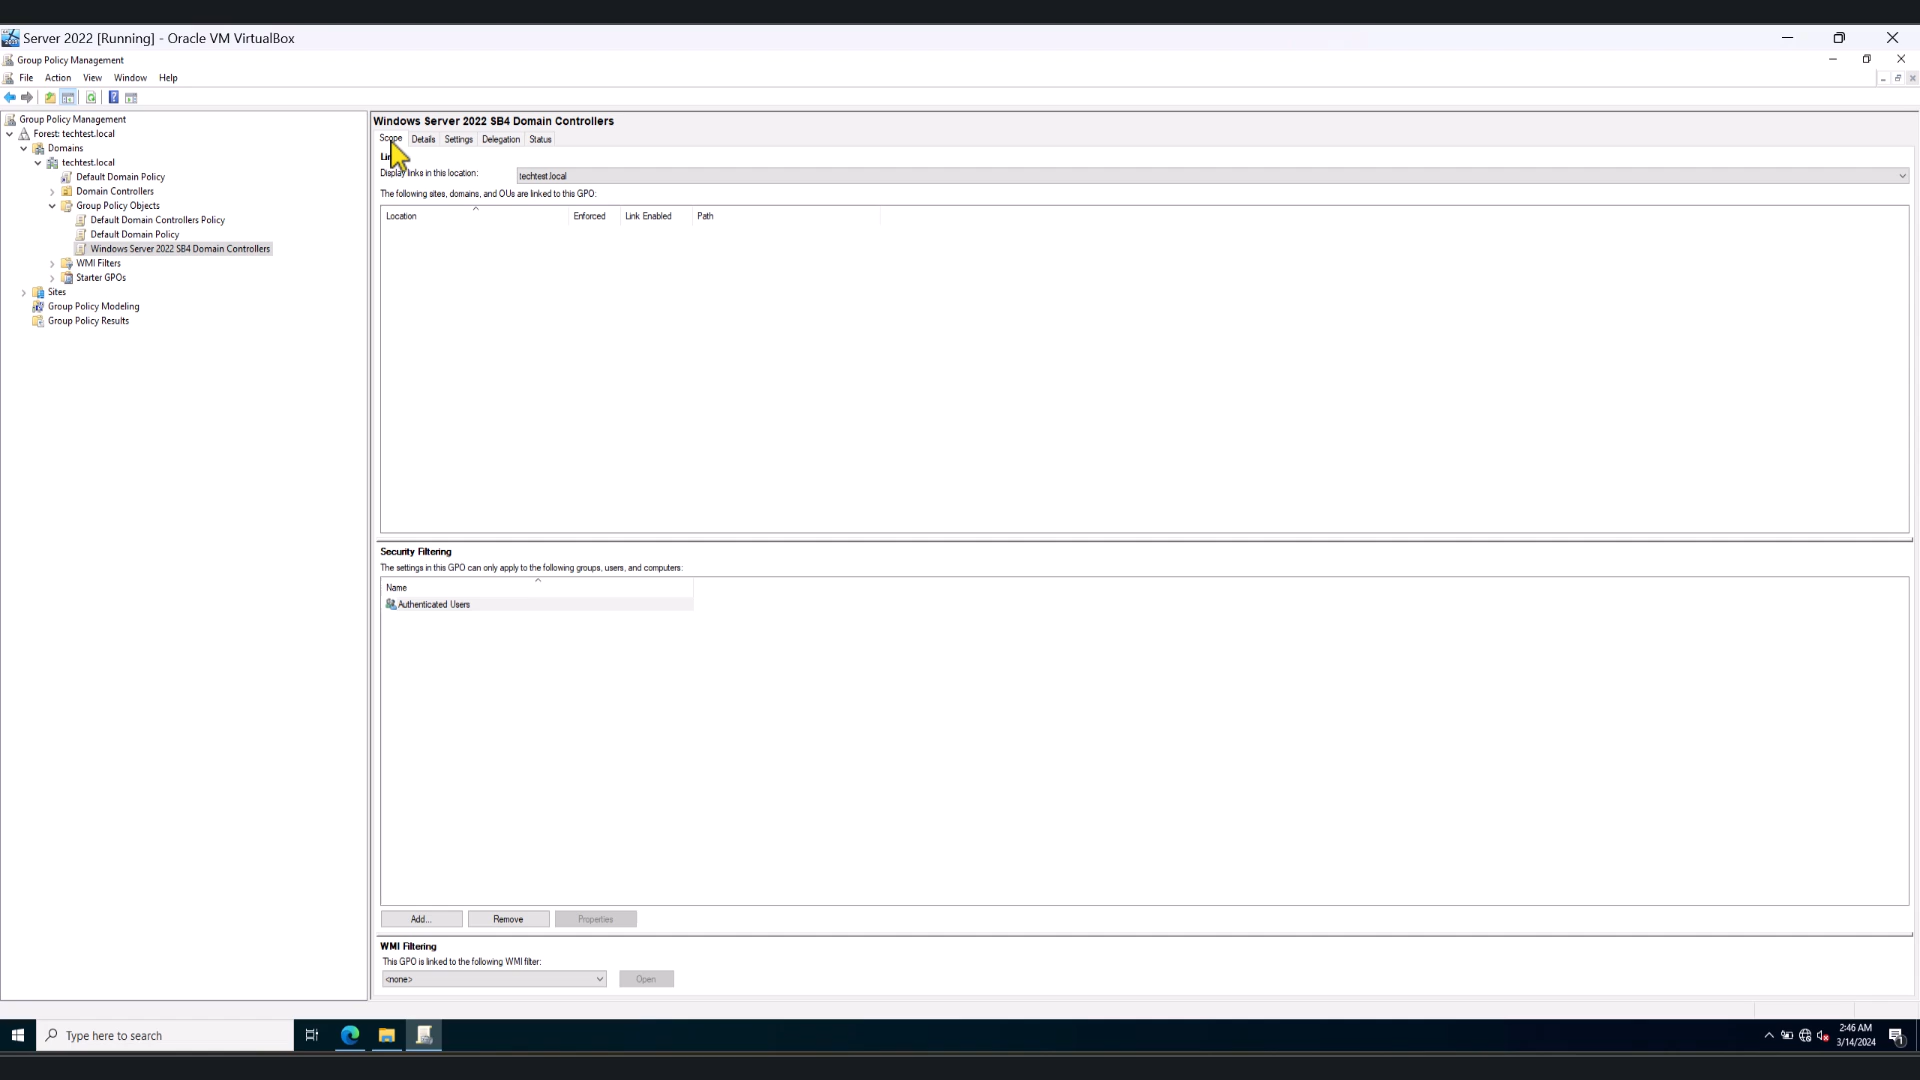 Server 2022 [Running] - Oracle VM VirtualBox
Group Policy Management
File Action View Window Help
Group Policy Management
Forest: techtest.local
Domains
techtest.local
Default Domain Policy
Domain Controllers
Group Policy Objects
Default Domain Controllers Policy
Default Domain Policy
Windows Server 2022 SB4 Domain Controllers
WMI Filters
Starter GPOs
Sites
Group Policy Modeling
Group Policy Results
Windows Server 2022 SB4 Domain Controllers
Scope Details Settings Delegation Status
Display links in this location: techtest.local
The following sites, domains, and OUs are linked to this GPO:
Location Enforced Link Enabled Path
Security Filtering
The settings in this GPO can only apply to the following groups, users, and computers:
Name
Authenticated Users
Add... Remove Properties
WMI Filtering
This GPO is linked to the following WMI filter:
<none> Open
Type here to search
2:46 AM
3/14/2024
1